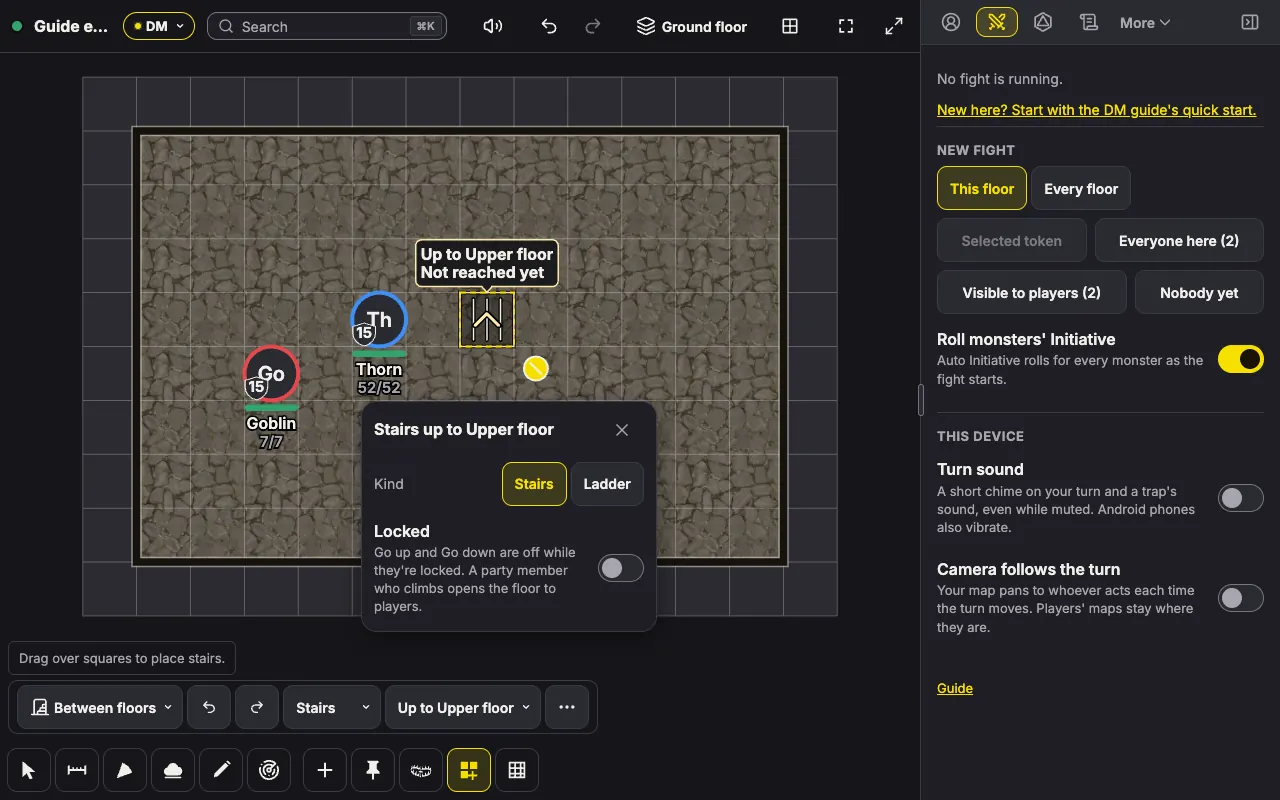 Guide e...
DM
Search
⌘K
Ground floor
More
No fight is running.
New here? Start with the DM guide's quick start.
NEW FIGHT
This floor
Every floor
Selected token
Everyone here (2)
Visible to players (2)
Nobody yet
Roll monsters' Initiative
Auto Initiative rolls for every monster as the
fight starts.
THIS DEVICE
Turn sound
A short chime on your turn and a trap's
sound, even while muted. Android phones
also vibrate.
Camera follows the turn
Your map pans to whoever acts each time
the turn moves. Players' maps stay where
they are.
Guide
Up to Upper floor
Not reached yet
Th
15
Thorn
52/52
Go
15
Goblin
7/7
Stairs up to Upper floor
Kind
Stairs
Ladder
Locked
Go up and Go down are off while
they're locked. A party member
who climbs opens the floor to
players.
Drag over squares to place stairs.
Between floors
Stairs
Up to Upper floor